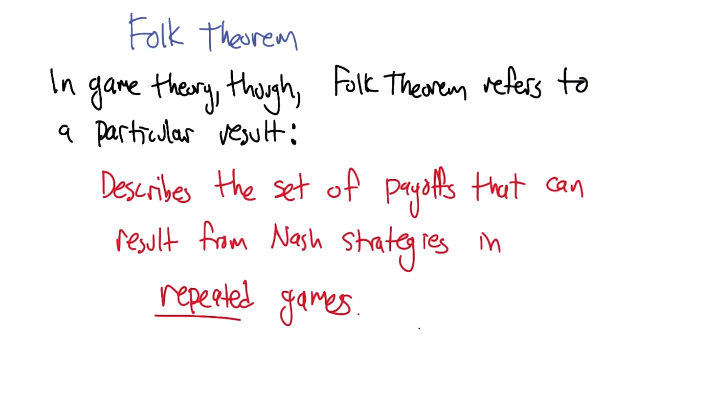 Folk Theorem
In game theory, though, Folk Theorem refers to
a particular result:
Describes the set of payoffs that can
result from Nash strategies in
repeated games.